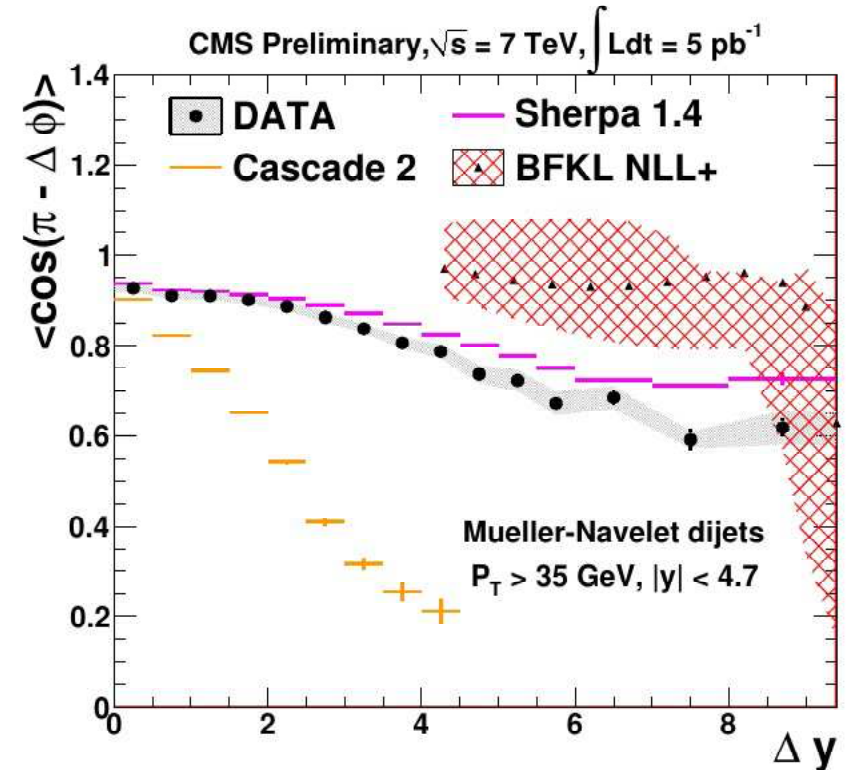 CMS Preliminary,√s = 7 TeV, ∫Ldt = 5 pb⁻¹
<cos(π - Δ ϕ)>
1.4
1.2
1
0.8
0.6
0.4
0.2
0
DATA
Sherpa 1.4
Cascade 2
BFKL NLL+
Mueller-Navelet dijets
P_T > 35 GeV, |y| < 4.7
0 2 4 6 8
Δ y